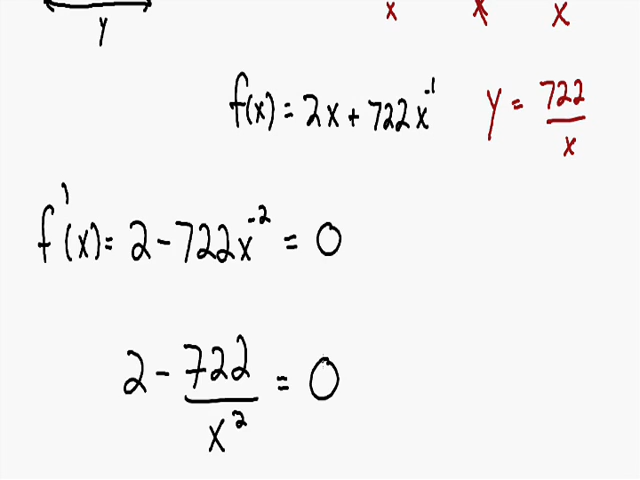 y x x x
f(x) = 2x + 722x⁻¹ y = 722/x
f'(x) = 2 - 722x⁻² = 0
2 - 722/x² = 0